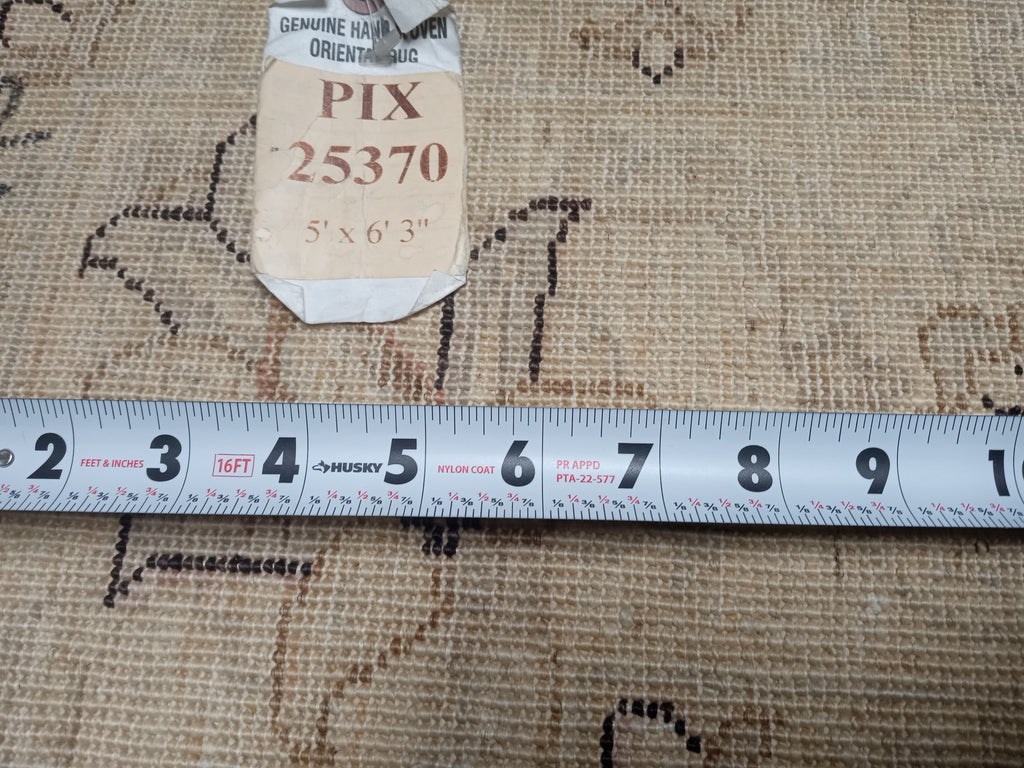 GENUINE HAND WOVEN
ORIENTAL RUG
PIX
25370
5' x 6' 3"
2 FEET & INCHES 3 16FT 4 HUSKY 5 NYLON COAT 6 PR APPD 7 8 9 1
PTA-22-577